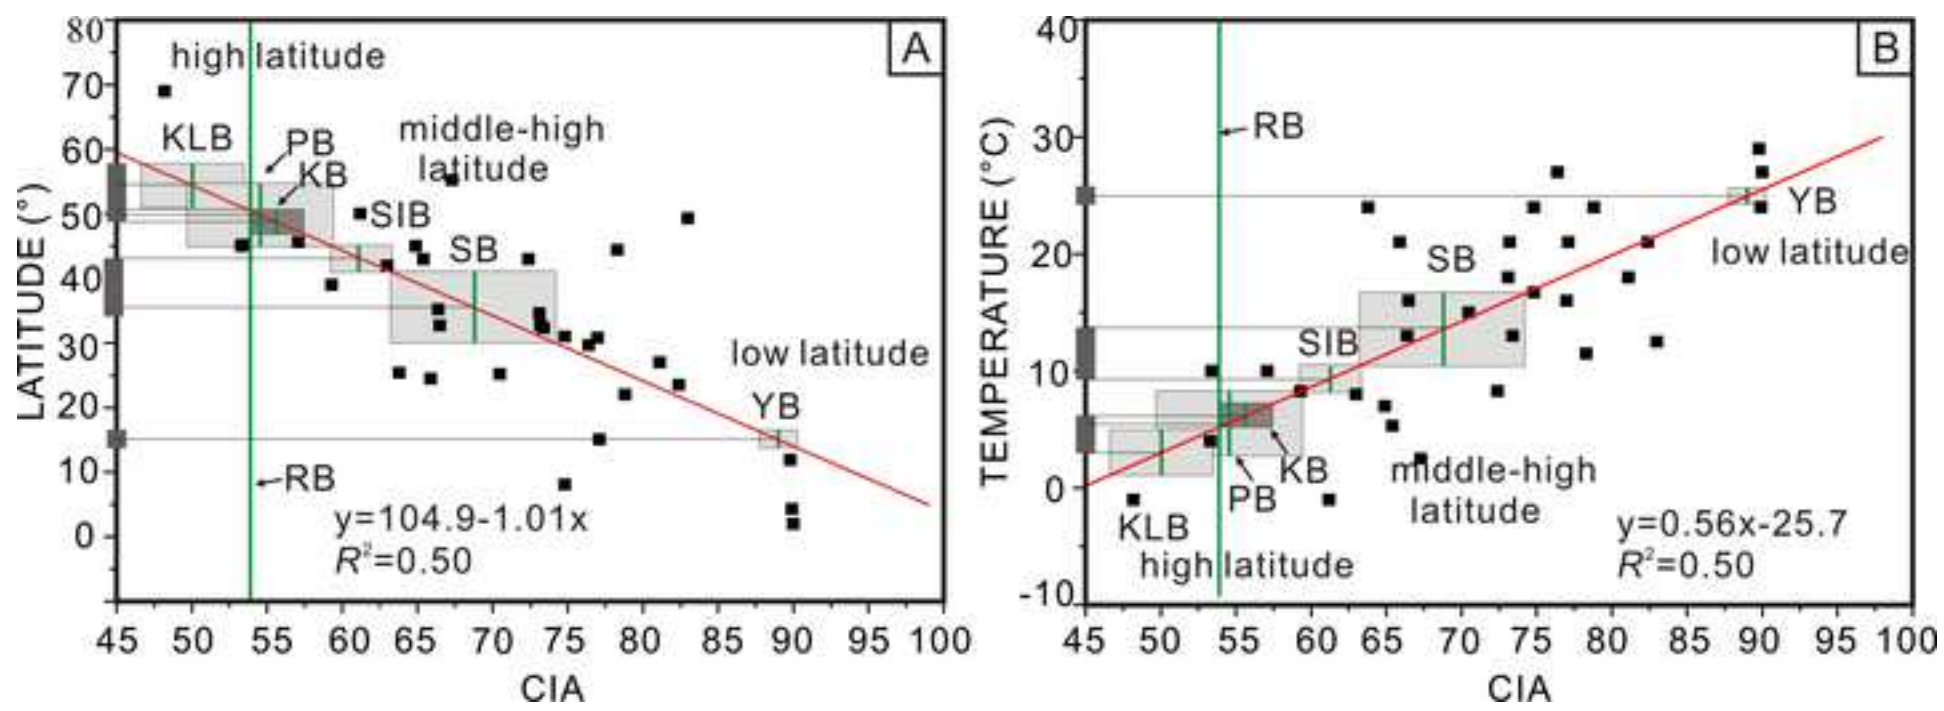 A
high latitude
KLB
PB
KB
middle-high
latitude
SIB
SB
low latitude
YB
RB
y=104.9-1.01x
R²=0.50
80
70
60
50
40
30
20
10
0
LATITUDE (°)
45 50 55 60 65 70 75 80 85 90 95 100
CIA
B
RB
YB
low latitude
SB
SIB
KB
PB
KLB
middle-high
latitude
high latitude
y=0.56x-25.7
R²=0.50
40
30
20
10
0
-10
TEMPERATURE (°C)
45 50 55 60 65 70 75 80 85 90 95 100
CIA